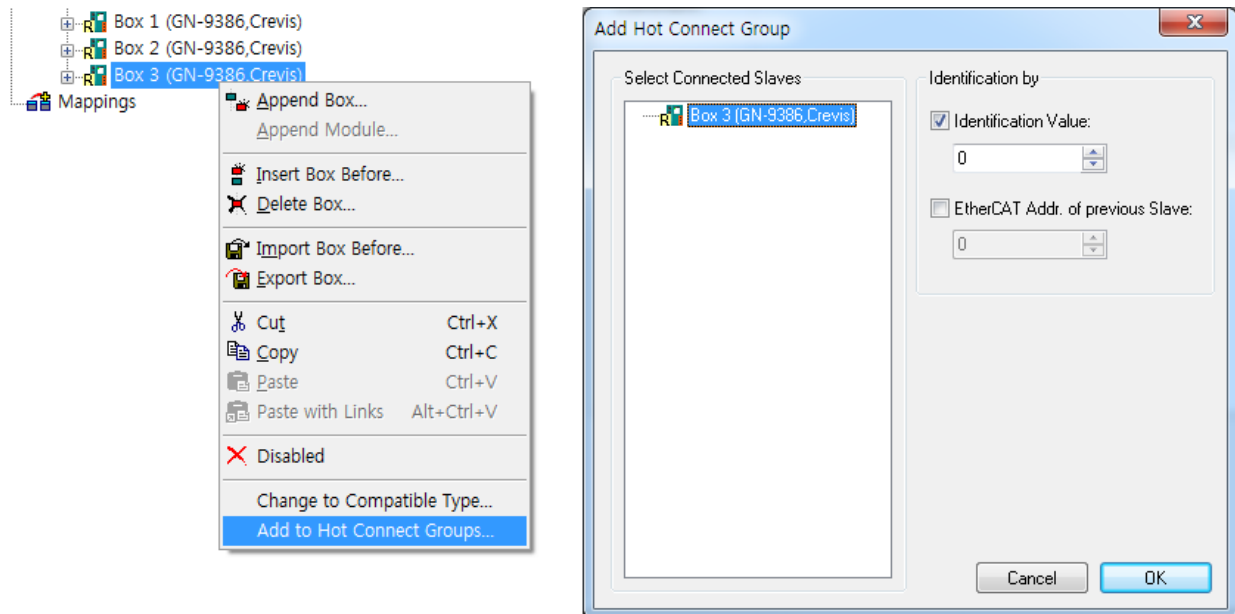 Box 1 (GN-9386,Crevis)
Box 2 (GN-9386,Crevis)
Box 3 (GN-9386,Crevis)
Mappings
Append Box...
Append Module...
Insert Box Before...
Delete Box...
Import Box Before...
Export Box...
Cut Ctrl+X
Copy Ctrl+C
Paste Ctrl+V
Paste with Links Alt+Ctrl+V
Disabled
Change to Compatible Type...
Add to Hot Connect Groups...
Add Hot Connect Group
Select Connected Slaves
Box 3 (GN-9386,Crevis)
Identification by
Identification Value:
0
EtherCAT Addr. of previous Slave:
0
Cancel OK